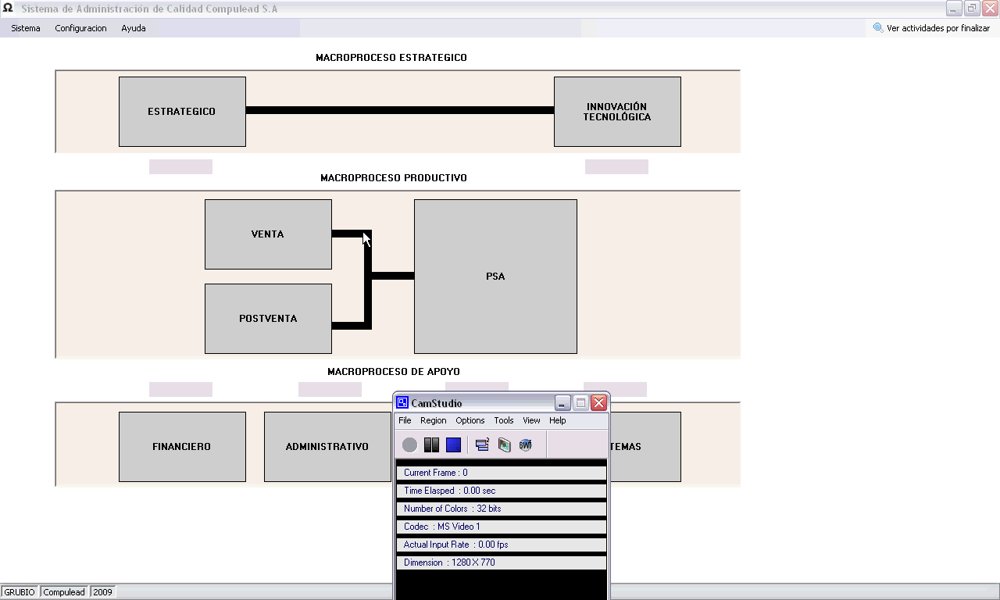 Ω Sistema de Administración de Calidad Compulead S.A
Sistema Configuracion Ayuda Ver actividades por finalizar
MACROPROCESO ESTRATEGICO
ESTRATEGICO
INNOVACIÓN
TECNOLÓGICA
MACROPROCESO PRODUCTIVO
VENTA
PSA
POSTVENTA
MACROPROCESO DE APOYO
FINANCIERO
ADMINISTRATIVO
TEMAS
CamStudio
File Region Options Tools View Help
SWF
Current Frame : 0
Time Elasped : 0.00 sec
Number of Colors : 32 bits
Codec : MS Video 1
Actual Input Rate : 0.00 fps
Dimension : 1280 X 770
GRUBIO Compulead 2009